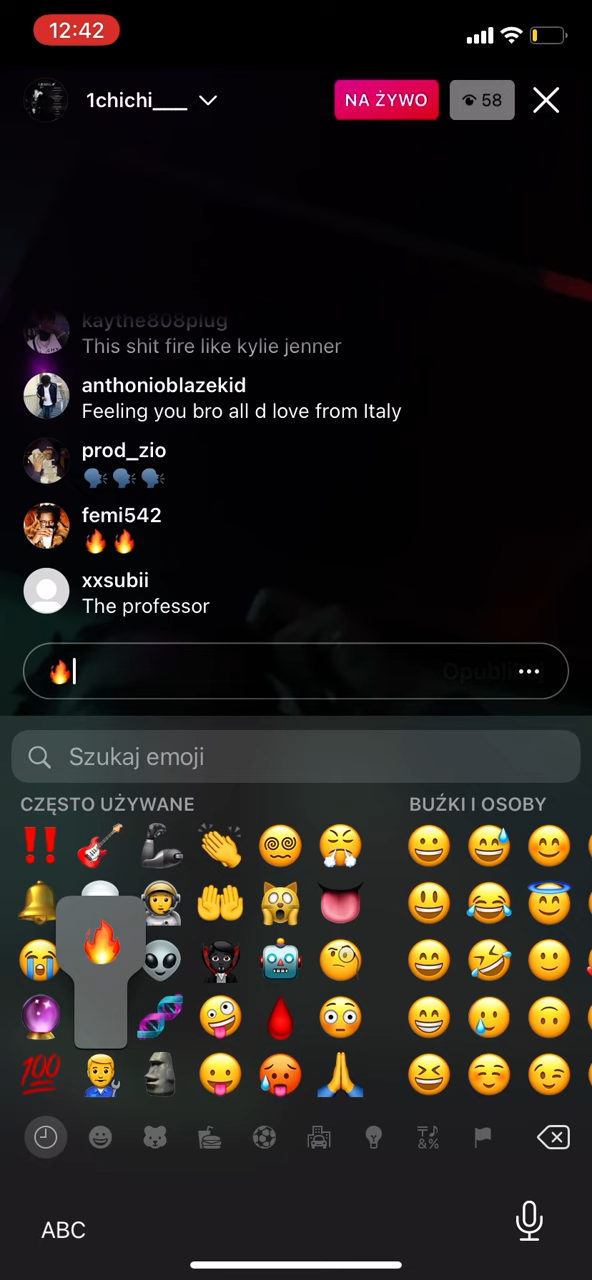 12:42
1chichi___
NA ŻYWO
58
kaythe808plug
This shit fire like kylie jenner
anthonioblazekid
Feeling you bro all d love from Italy
prod_zio
🗣️🗣️🗣️
femi542
🔥🔥
xxsubii
The professor
🔥
Szukaj emoji
CZĘSTO UŻYWANE
BUŹKI I OSOBY
100
&%
ABC